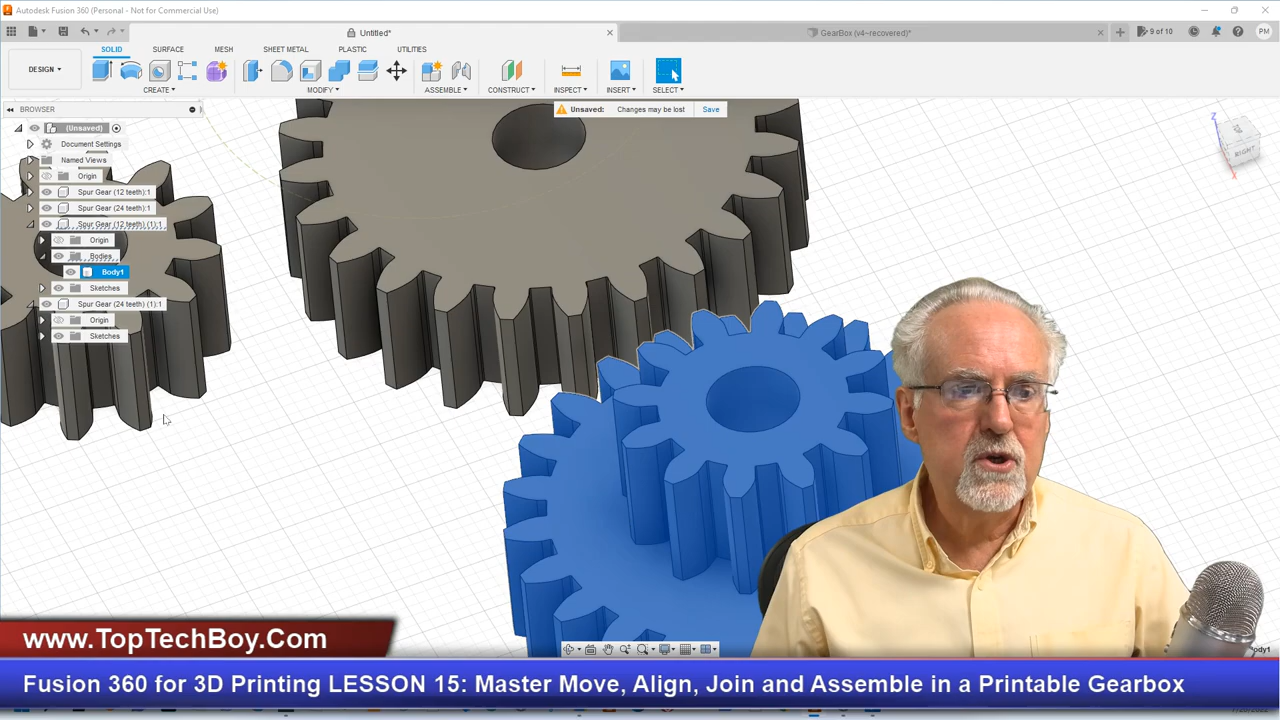 Autodesk Fusion 360 (Personal - Not for Commercial Use)
Untitled*
GearBox (v4~recovered)*
9 of 10
PM
SOLID
SURFACE
MESH
SHEET METAL
PLASTIC
UTILITIES
DESIGN
CREATE
MODIFY
ASSEMBLE
CONSTRUCT
INSPECT
INSERT
SELECT
BROWSER
Unsaved: Changes may be lost Save
(Unsaved)
Document Settings
Named Views
Origin
Spur Gear (12 teeth):1
Spur Gear (24 teeth):1
Spur Gear (12 teeth) (1):1
Origin
Bodies
Body1
Sketches
Spur Gear (24 teeth) (1):1
Origin
Sketches
Z
RIGHT
X
Body1
www.TopTechBoy.Com
Fusion 360 for 3D Printing LESSON 15: Master Move, Align, Join and Assemble in a Printable Gearbox